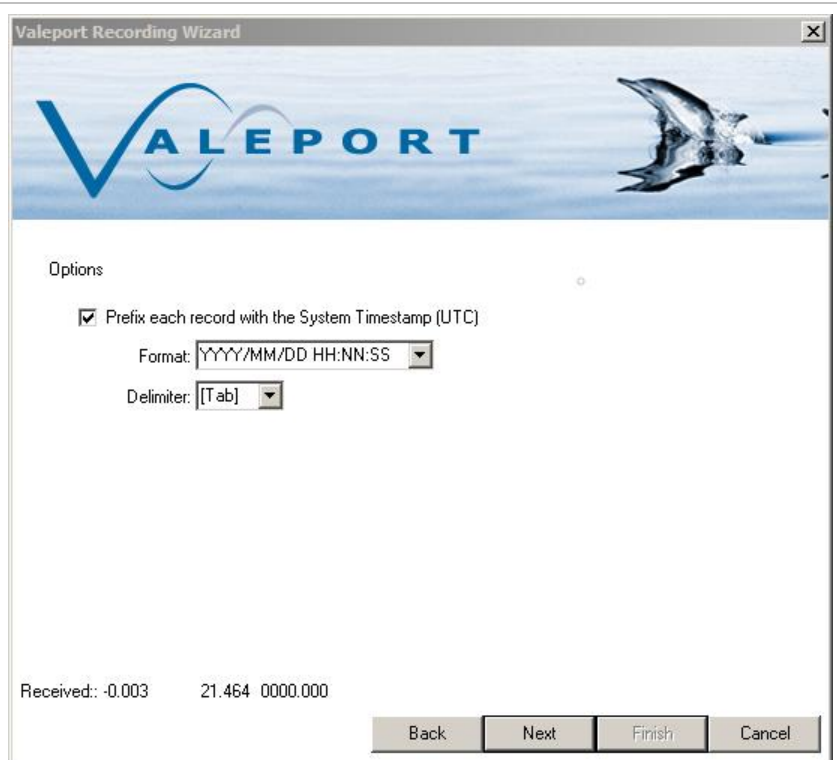 Valeport Recording Wizard
VALEPORT
Options
Prefix each record with the System Timestamp (UTC)
Format: YYYY/MM/DD HH:NN:SS
Delimiter: [Tab]
Received:: -0.003 21.464 0000.000
Back Next Finish Cancel